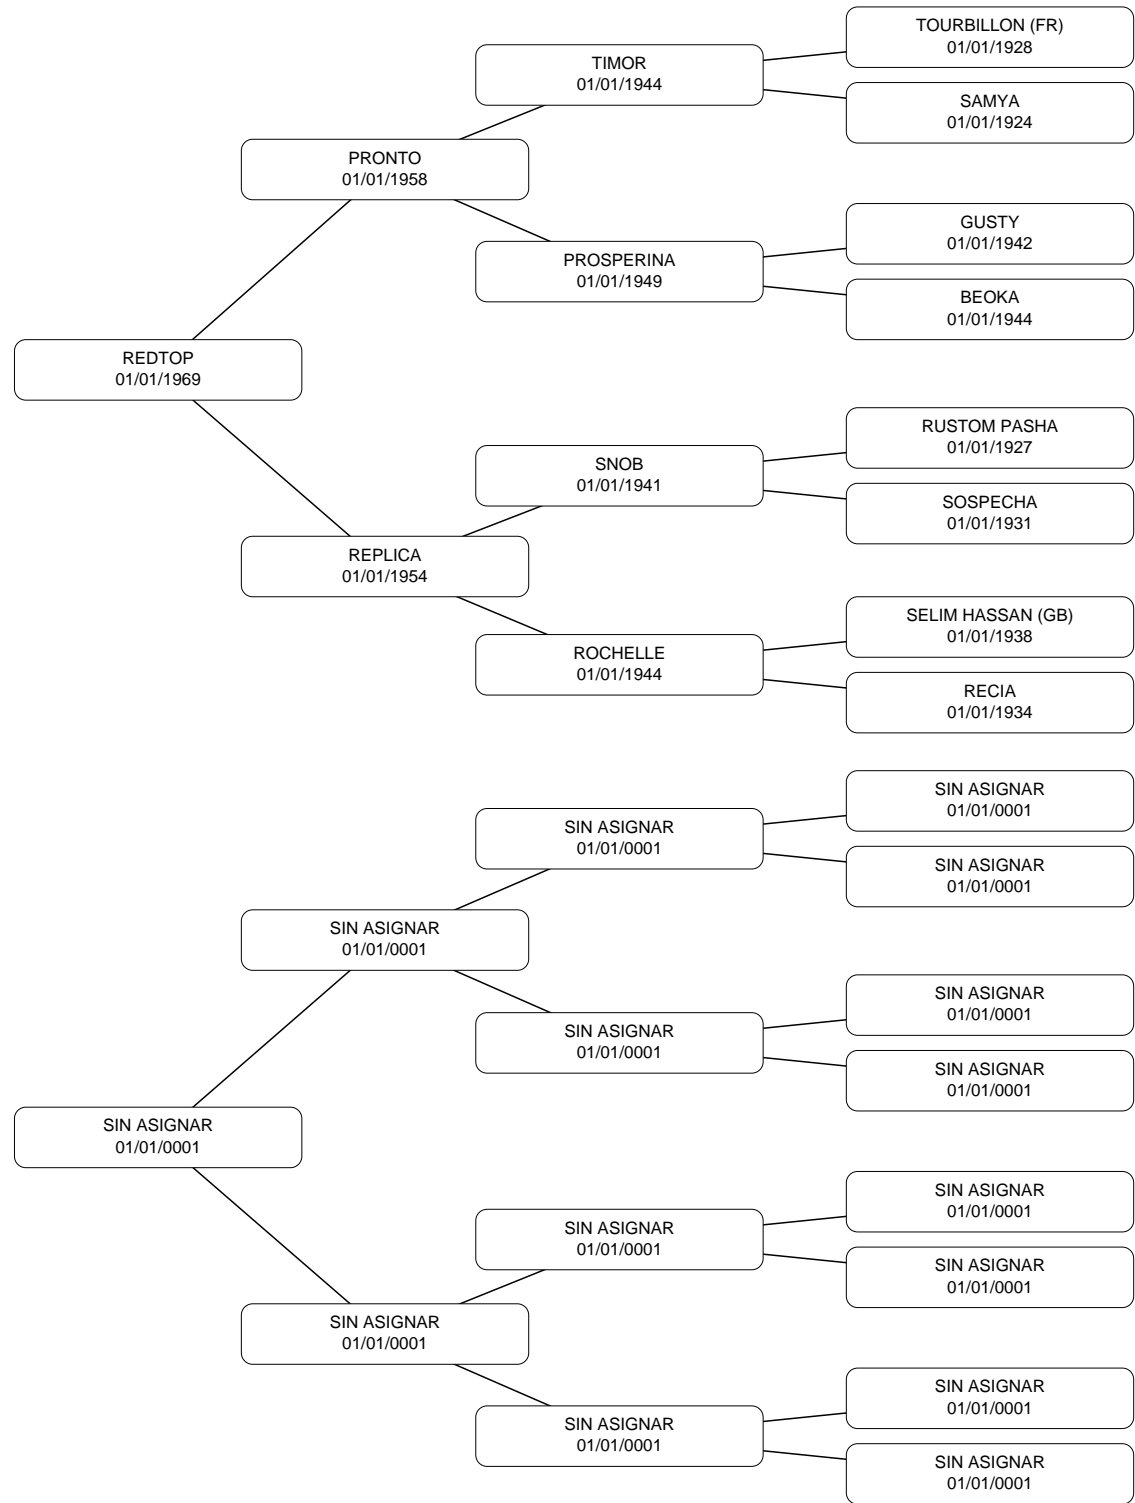 TOURBILLON (FR)
01/01/1928
TIMOR
01/01/1944
SAMYA
01/01/1924
PRONTO
01/01/1958
GUSTY
01/01/1942
PROSPERINA
01/01/1949
BEOKA
01/01/1944
REDTOP
01/01/1969
RUSTOM PASHA
01/01/1927
SNOB
01/01/1941
SOSPECHA
01/01/1931
REPLICA
01/01/1954
SELIM HASSAN (GB)
01/01/1938
ROCHELLE
01/01/1944
RECIA
01/01/1934
SIN ASIGNAR
01/01/0001
SIN ASIGNAR
01/01/0001
SIN ASIGNAR
01/01/0001
SIN ASIGNAR
01/01/0001
SIN ASIGNAR
01/01/0001
SIN ASIGNAR
01/01/0001
SIN ASIGNAR
01/01/0001
SIN ASIGNAR
01/01/0001
SIN ASIGNAR
01/01/0001
SIN ASIGNAR
01/01/0001
SIN ASIGNAR
01/01/0001
SIN ASIGNAR
01/01/0001
SIN ASIGNAR
01/01/0001
SIN ASIGNAR
01/01/0001
SIN ASIGNAR
01/01/0001